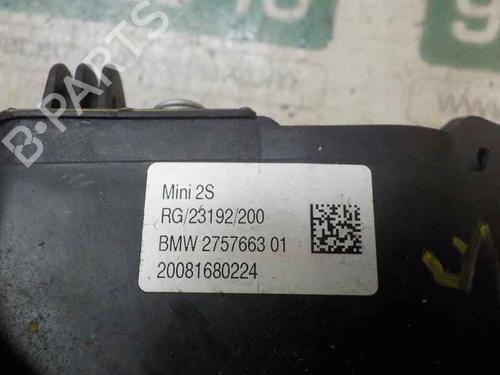 B-PARTS
Mini 2S
RG/23192/200
BMW 2757663 01
20081680224